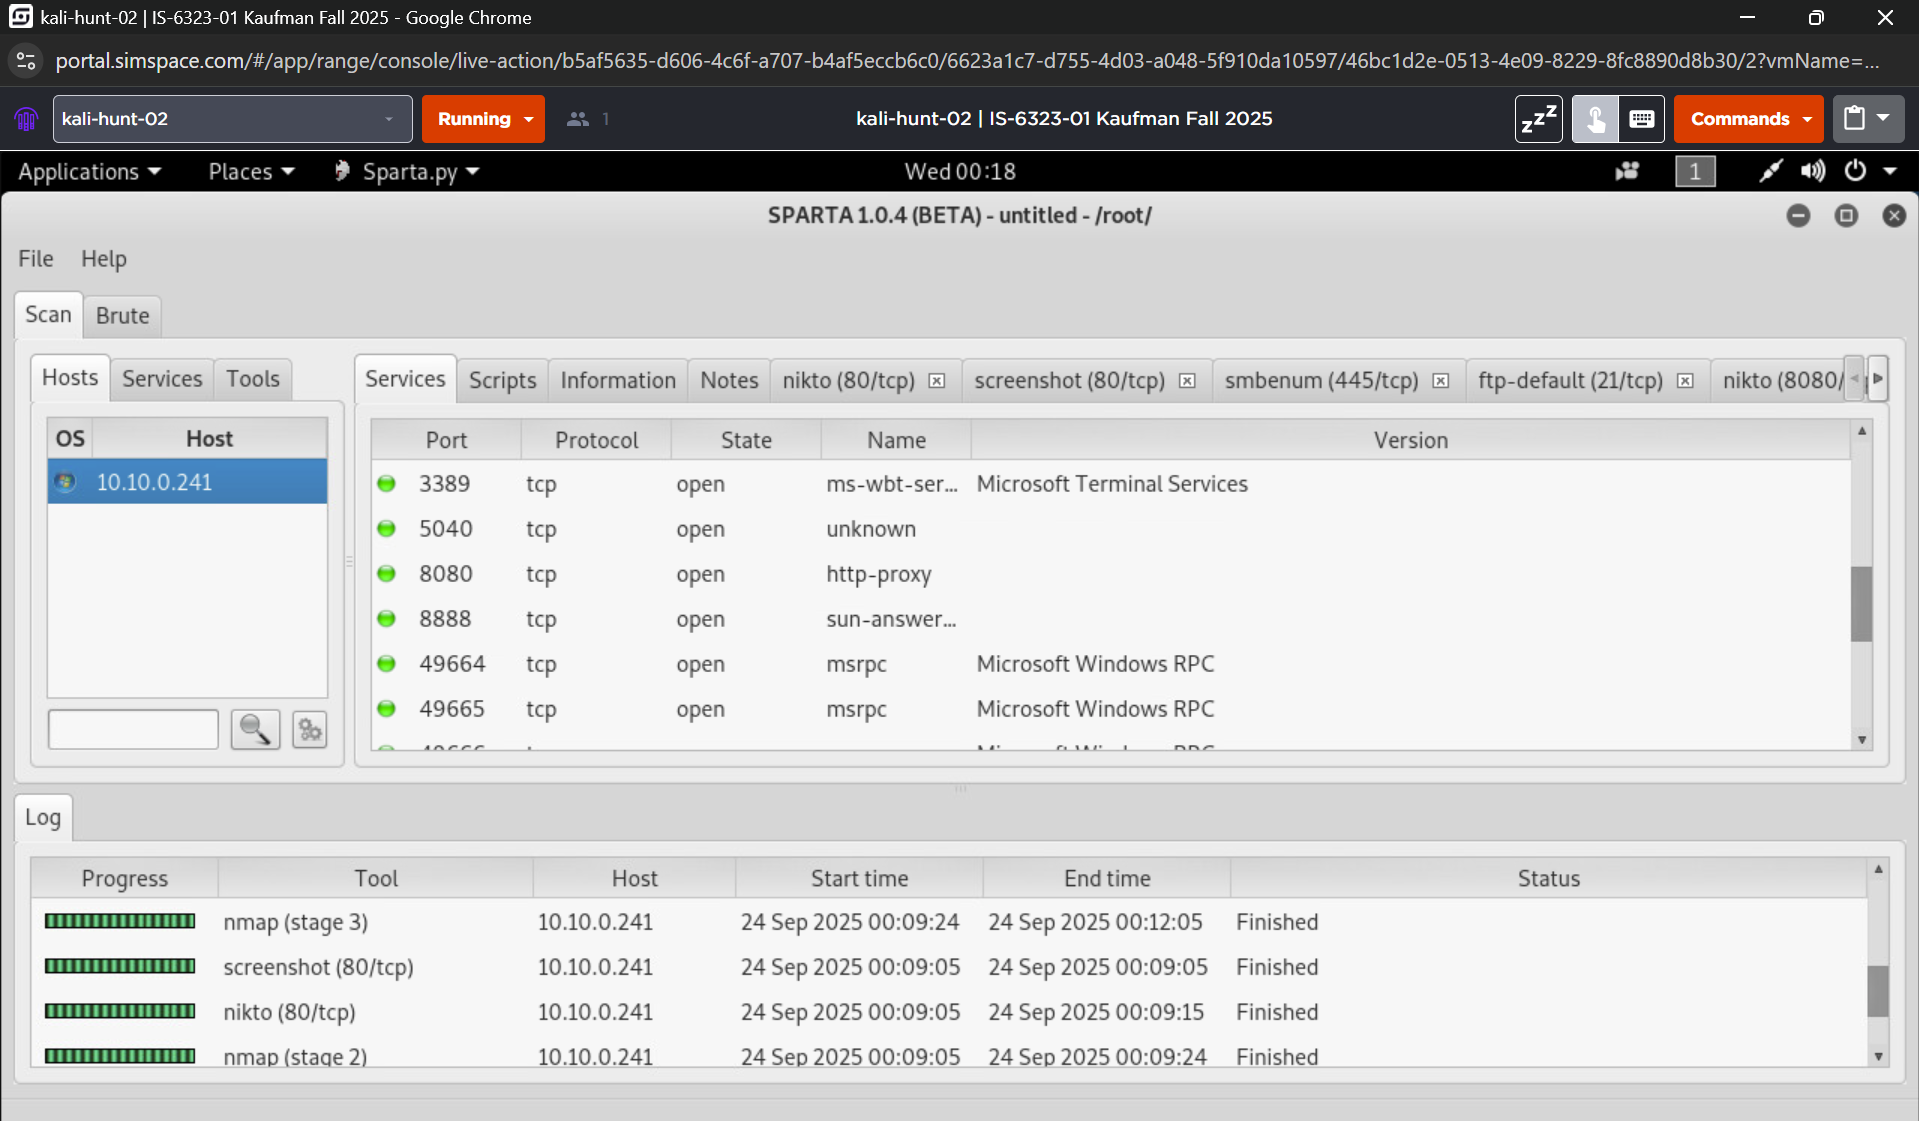 kali-hunt-02 | IS-6323-01 Kaufman Fall 2025 - Google Chrome
portal.simspace.com/#/app/range/console/live-action/b5af5635-d606-4c6f-a707-b4af5eccb6c0/6623a1c7-d755-4d03-a048-5f910da10597/46bc1d2e-0513-4e09-8229-8fc8890d8b30/2?vmName=...
kali-hunt-02 Running 1 kali-hunt-02 | IS-6323-01 Kaufman Fall 2025 zZZ Commands
Applications Places Sparta.py Wed 00:18 1
SPARTA 1.0.4 (BETA) - untitled - /root/
File Help
Scan Brute
Hosts Services Tools
Services Scripts Information Notes nikto (80/tcp) screenshot (80/tcp) smbenum (445/tcp) ftp-default (21/tcp) nikto (8080/
OS Host
10.10.0.241
Port Protocol State Name Version
3389 tcp open ms-wbt-ser... Microsoft Terminal Services
5040 tcp open unknown
8080 tcp open http-proxy
8888 tcp open sun-answer...
49664 tcp open msrpc Microsoft Windows RPC
49665 tcp open msrpc Microsoft Windows RPC
Log
Progress Tool Host Start time End time Status
nmap (stage 3) 10.10.0.241 24 Sep 2025 00:09:24 24 Sep 2025 00:12:05 Finished
screenshot (80/tcp) 10.10.0.241 24 Sep 2025 00:09:05 24 Sep 2025 00:09:05 Finished
nikto (80/tcp) 10.10.0.241 24 Sep 2025 00:09:05 24 Sep 2025 00:09:15 Finished
nmap (stage 2) 10.10.0.241 24 Sep 2025 00:09:05 24 Sep 2025 00:09:24 Finished